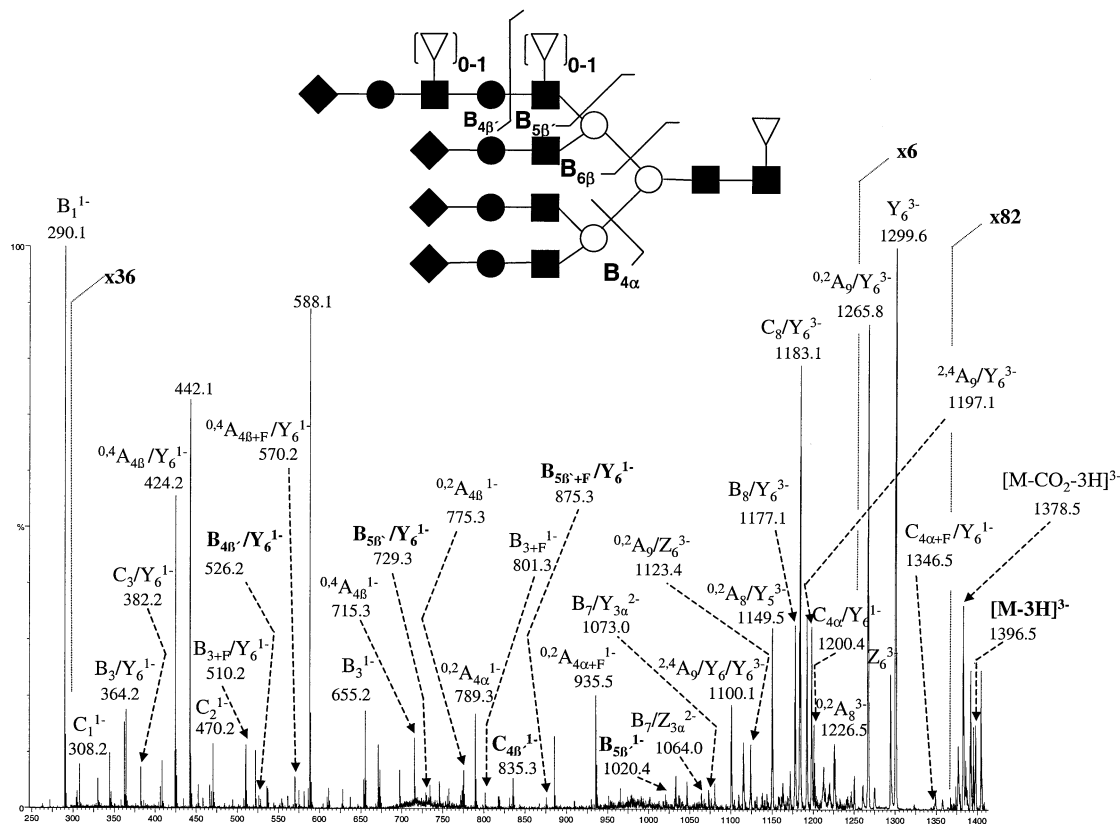 0-1
0-1
B4β´
B5β´
B6β
B4α
x6
x36
x82
B1 1-
290.1
Y6 3-
1299.6
0,2A9/Y6 3-
1265.8
588.1
C8/Y6 3-
1183.1
2,4A9/Y6 3-
1197.1
442.1
0,4A4ß+F/Y6 1-
570.2
0,4A4ß/Y6 1-
424.2
B5ß`+F/Y6 1-
875.3
[M-CO2-3H]3-
1378.5
0,2A4ß 1-
775.3
B8/Y6 3-
1177.1
B4ß´/Y6 1-
526.2
B5ß´/Y6 1-
729.3
B3+F 1-
801.3
0,2A9/Z6 3-
1123.4
C4α+F/Y6 1-
1346.5
C3/Y6 1-
382.2
0,4A4ß 1-
715.3
B7/Y3α 2-
1073.0
0,2A8/Y5 3-
1149.5
C4α/Y6 1-
1200.4
[M-3H]3-
1396.5
B3/Y6 1-
364.2
B3+F/Y6 1-
510.2
B3 1-
655.2
0,2A4α 1-
789.3
0,2A4α+F 1-
935.5
2,4A9/Y6/Y6 3-
1100.1
Z6 3-
C1 1-
308.2
C2 1-
470.2
C4ß´ 1-
835.3
B5ß´ 1-
1020.4
B7/Z3α 2-
1064.0
0,2A8 3-
1226.5
100
%
0
250 300 350 400 450 500 550 600 650 700 750 800 850 900 950 1000 1050 1100 1150 1200 1250 1300 1350 1400